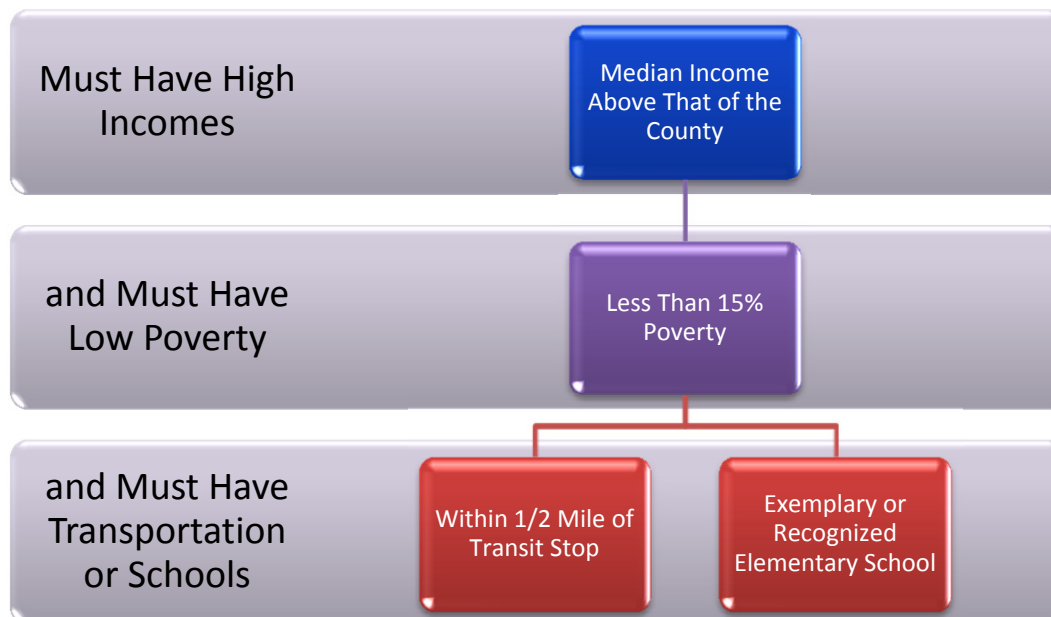 Must Have High
Incomes
Median Income
Above That of the
County
and Must Have
Low Poverty
Less Than 15%
Poverty
and Must Have
Transportation
or Schools
Within 1/2 Mile of
Transit Stop
Exemplary or
Recognized
Elementary School